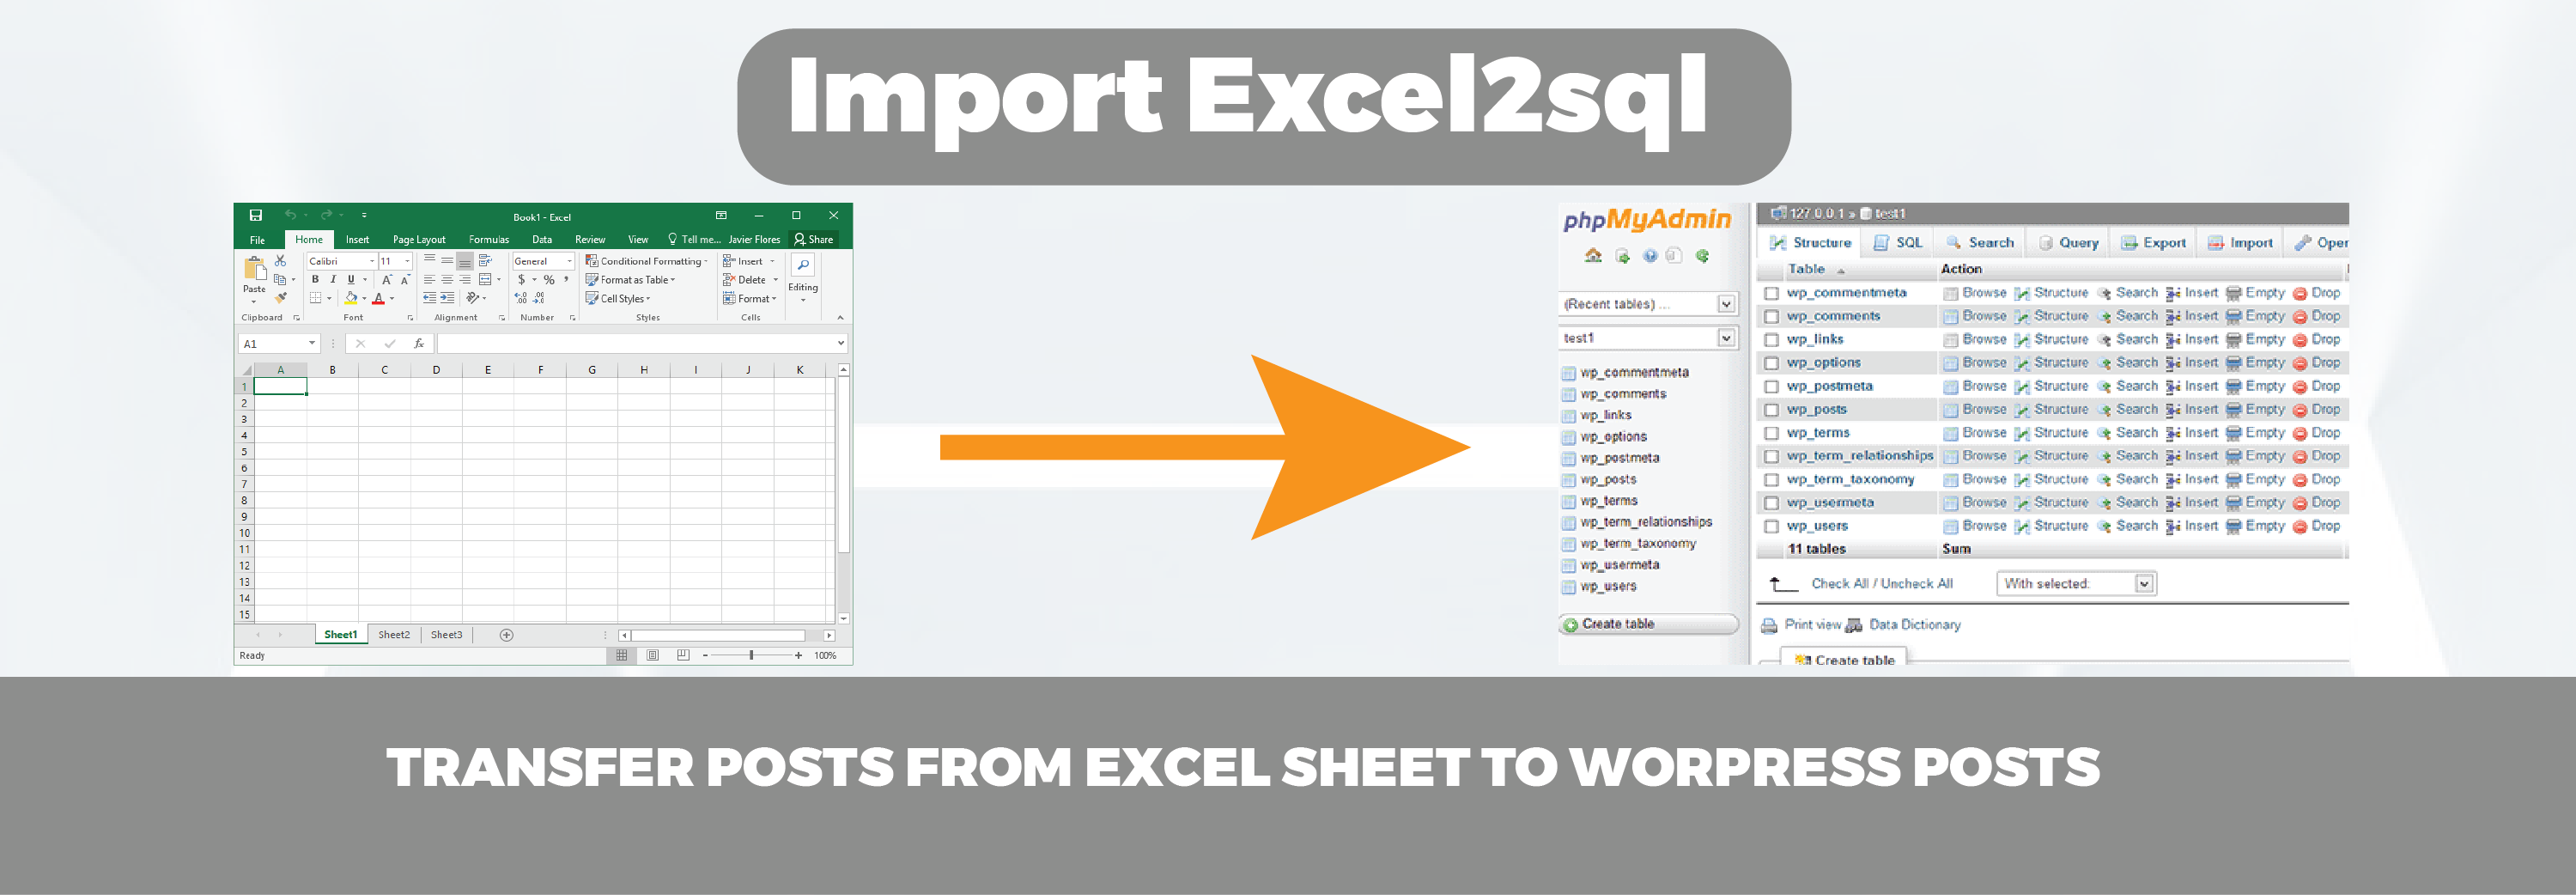 Import Excel2sql
Book1 - Excel
File Home Insert Page Layout Formulas Data Review View Tell me... Javier Flores Share
Paste
Calibri 11
B I U A A
A
General
$ % ,
Conditional Formatting
Format as Table
Cell Styles
Insert
Delete
Format
Editing
Clipboard Font Alignment Number Styles Cells
A1 fx
A B C D E F G H I J K
1
2
3
4
5
6
7
8
9
10
11
12
13
14
15
Sheet1 Sheet2 Sheet3
Ready 100%
phpMyAdmin
(Recent tables) ...
test1
wp_commentmeta
wp_comments
wp_links
wp_options
wp_postmeta
wp_posts
wp_terms
wp_term_relationships
wp_term_taxonomy
wp_usermeta
wp_users
Create table
127.0.0.1 » test1
Structure SQL Search Query Export Import Oper
Table Action
wp_commentmeta Browse Structure Search Insert Empty Drop
wp_comments Browse Structure Search Insert Empty Drop
wp_links Browse Structure Search Insert Empty Drop
wp_options Browse Structure Search Insert Empty Drop
wp_postmeta Browse Structure Search Insert Empty Drop
wp_posts Browse Structure Search Insert Empty Drop
wp_terms Browse Structure Search Insert Empty Drop
wp_term_relationships Browse Structure Search Insert Empty Drop
wp_term_taxonomy Browse Structure Search Insert Empty Drop
wp_usermeta Browse Structure Search Insert Empty Drop
wp_users Browse Structure Search Insert Empty Drop
11 tables Sum
Check All / Uncheck All With selected:
Print view Data Dictionary
Create table
TRANSFER POSTS FROM EXCEL SHEET TO WORPRESS POSTS